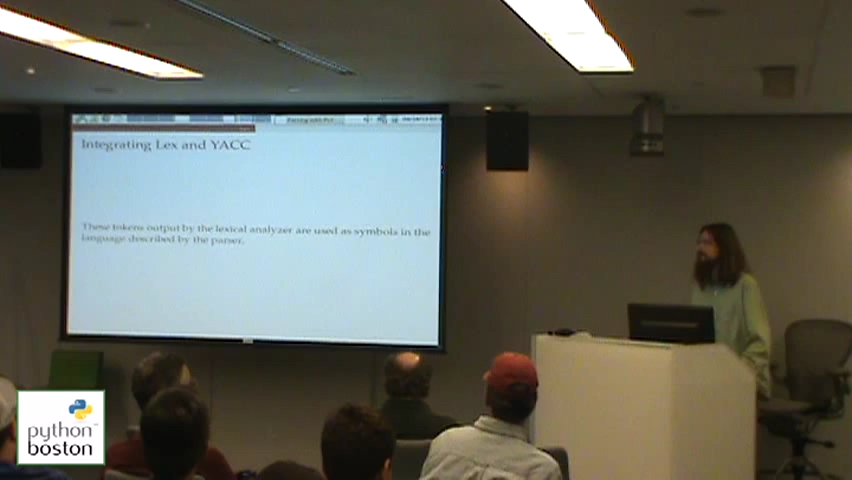 Integrating Lex and YACC
These tokens output by the lexical analyzer are used as symbols in the
language described by the parser.
python
boston